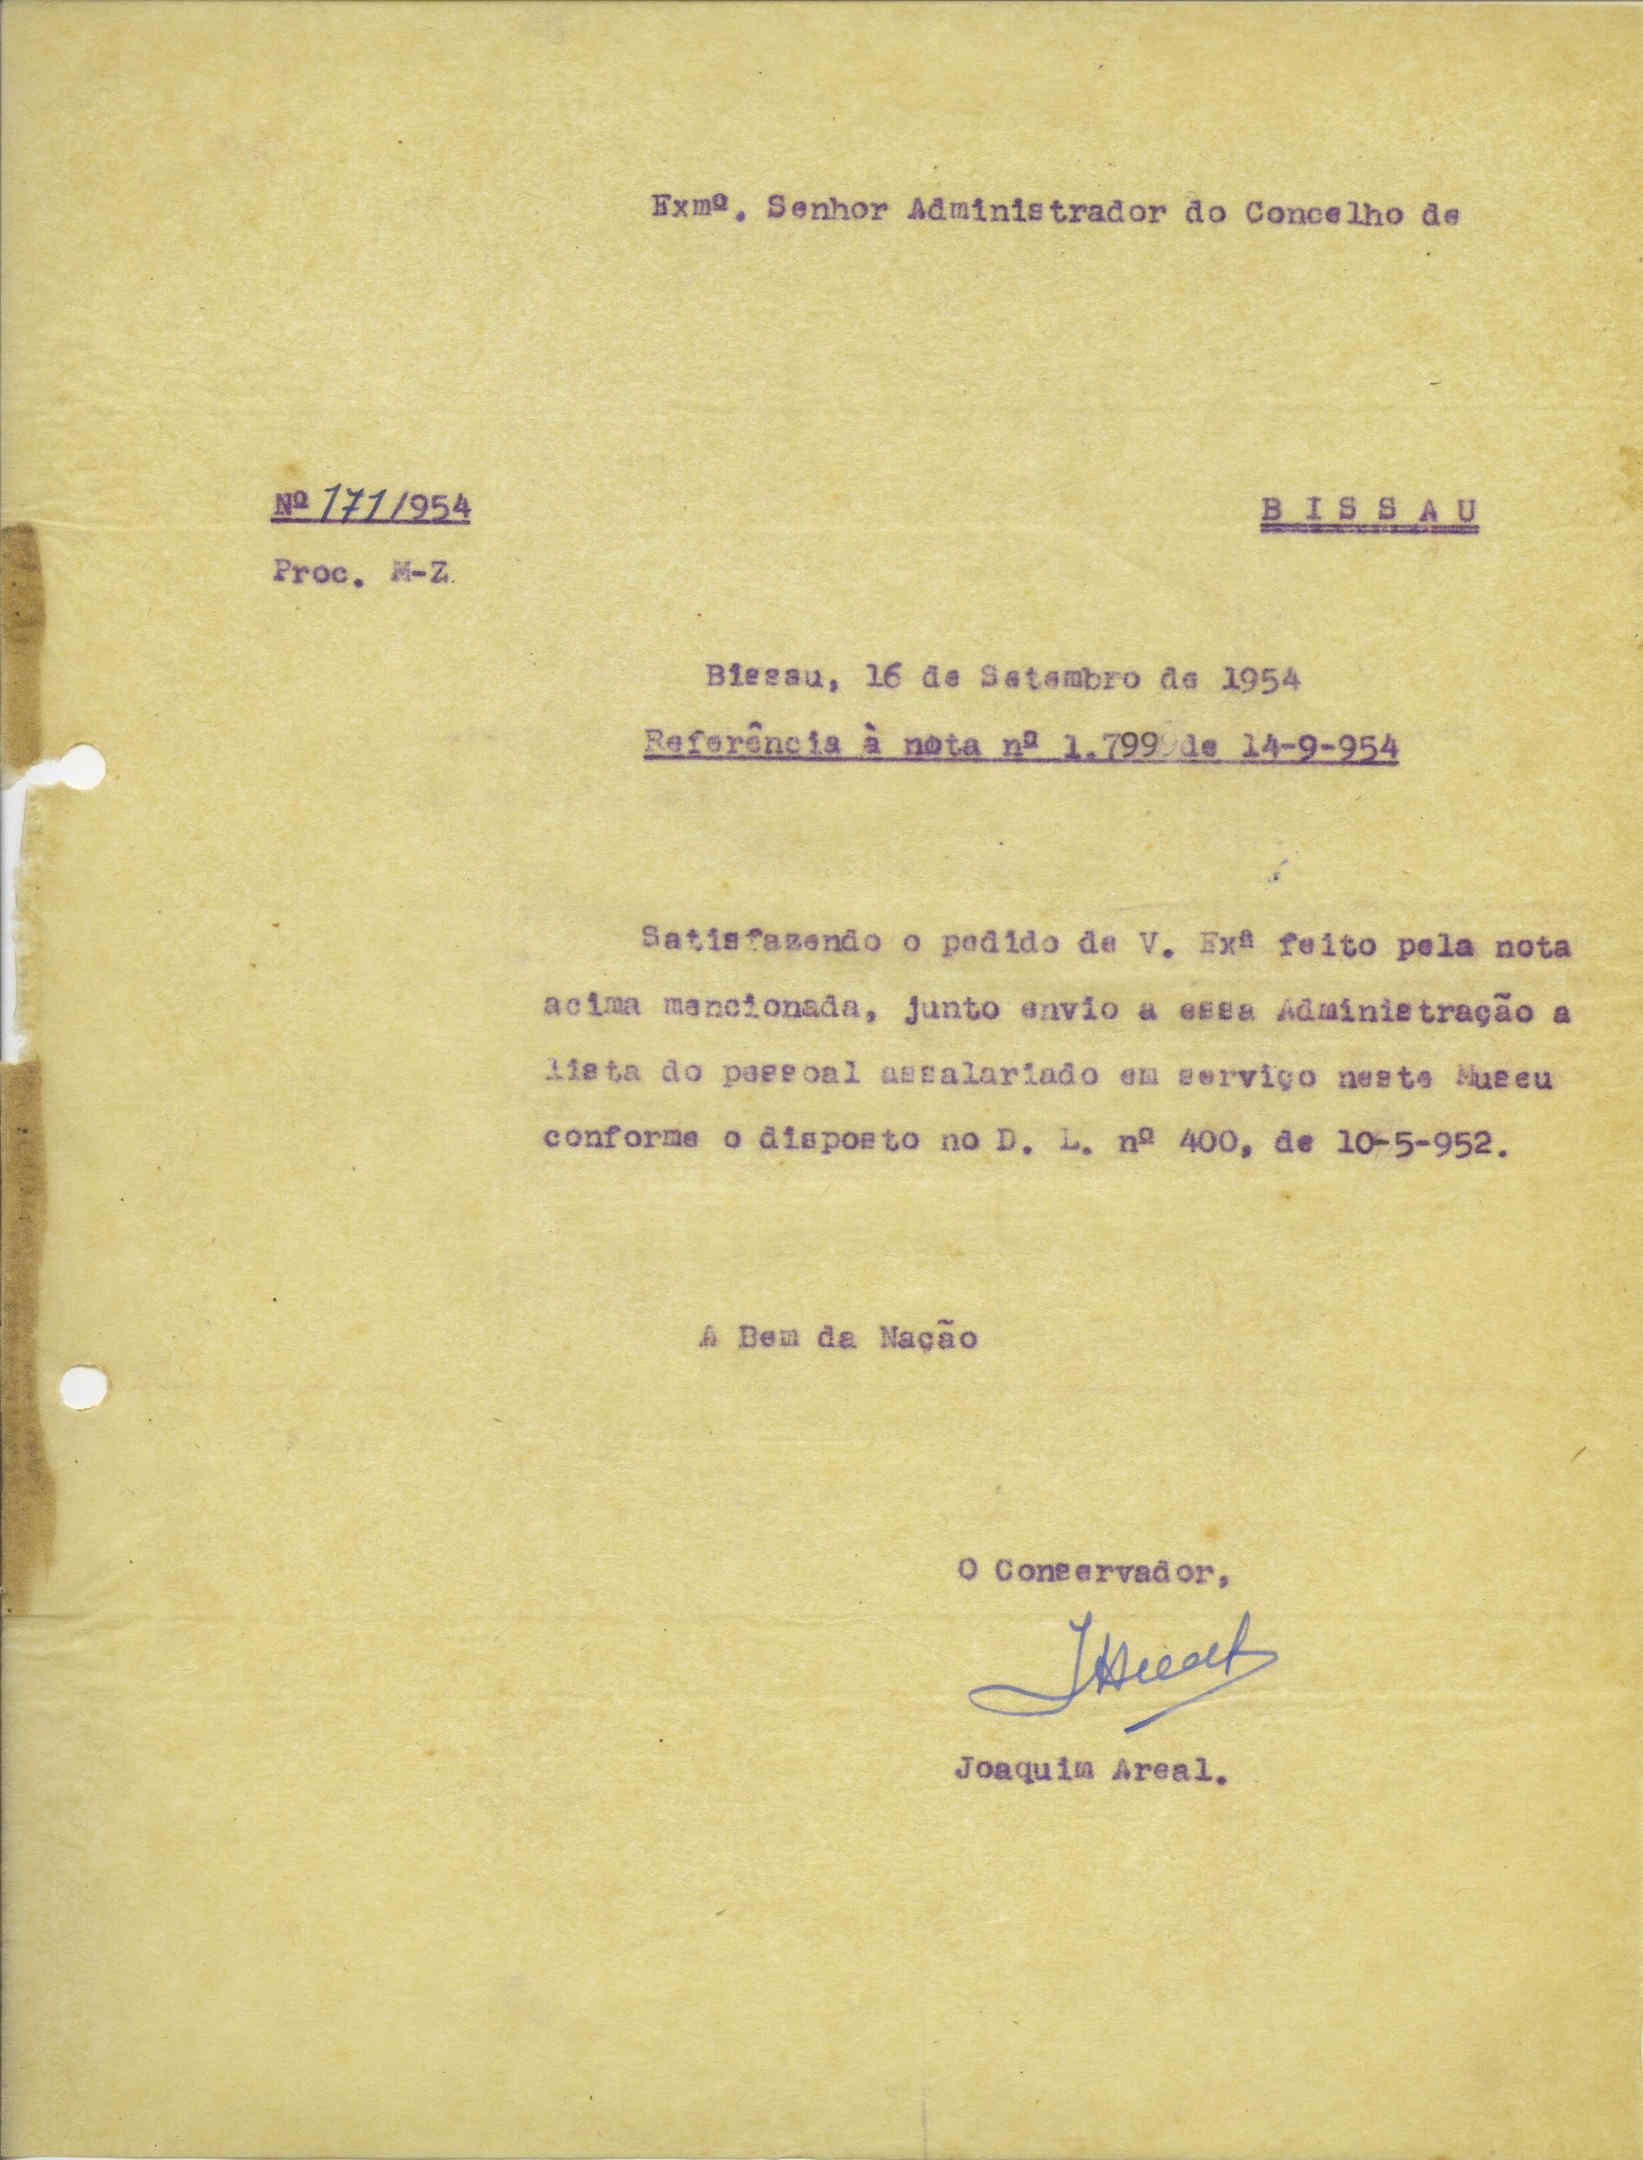 Exmº. Senhor Administrador do Concelho de
Nº 171/954
B I S S A U
Proc. M-Z
Bissau, 16 de Setembro de 1954
Referência à nota nº 1.799 de 14-9-954
Satisfazendo o pedido de V. Exª feito pela nota
acima mencionada, junto envio a essa Administração a
lista do pessoal assalariado em serviço neste Museu
conforme o disposto no D. L. nº 400, de 10-5-952.
A Bem da Nação
O Conservador,
JAreal
Joaquim Areal.